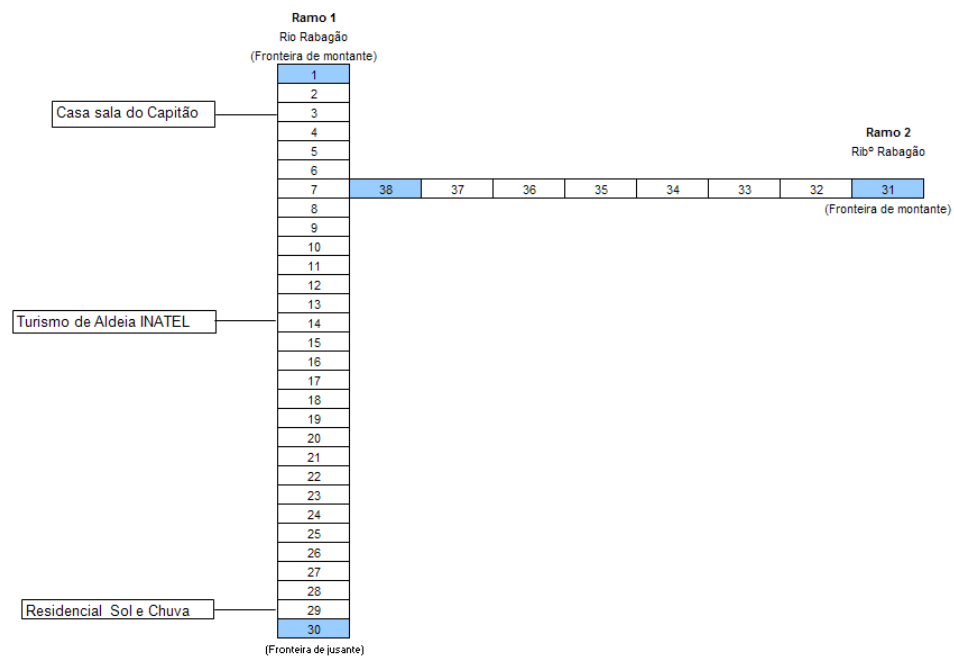 Ramo 1
Rio Rabagão
(Fronteira de montante)
1
2
Casa sala do Capitão
3
4
Ramo 2
5
Ribº Rabagão
6
7 38 37 36 35 34 33 32 31
8
(Fronteira de montante)
9
10
11
12
13
Turismo de Aldeia INATEL
14
15
16
17
18
19
20
21
22
23
24
25
26
27
28
Residencial Sol e Chuva
29
30
(Fronteira de jusante)